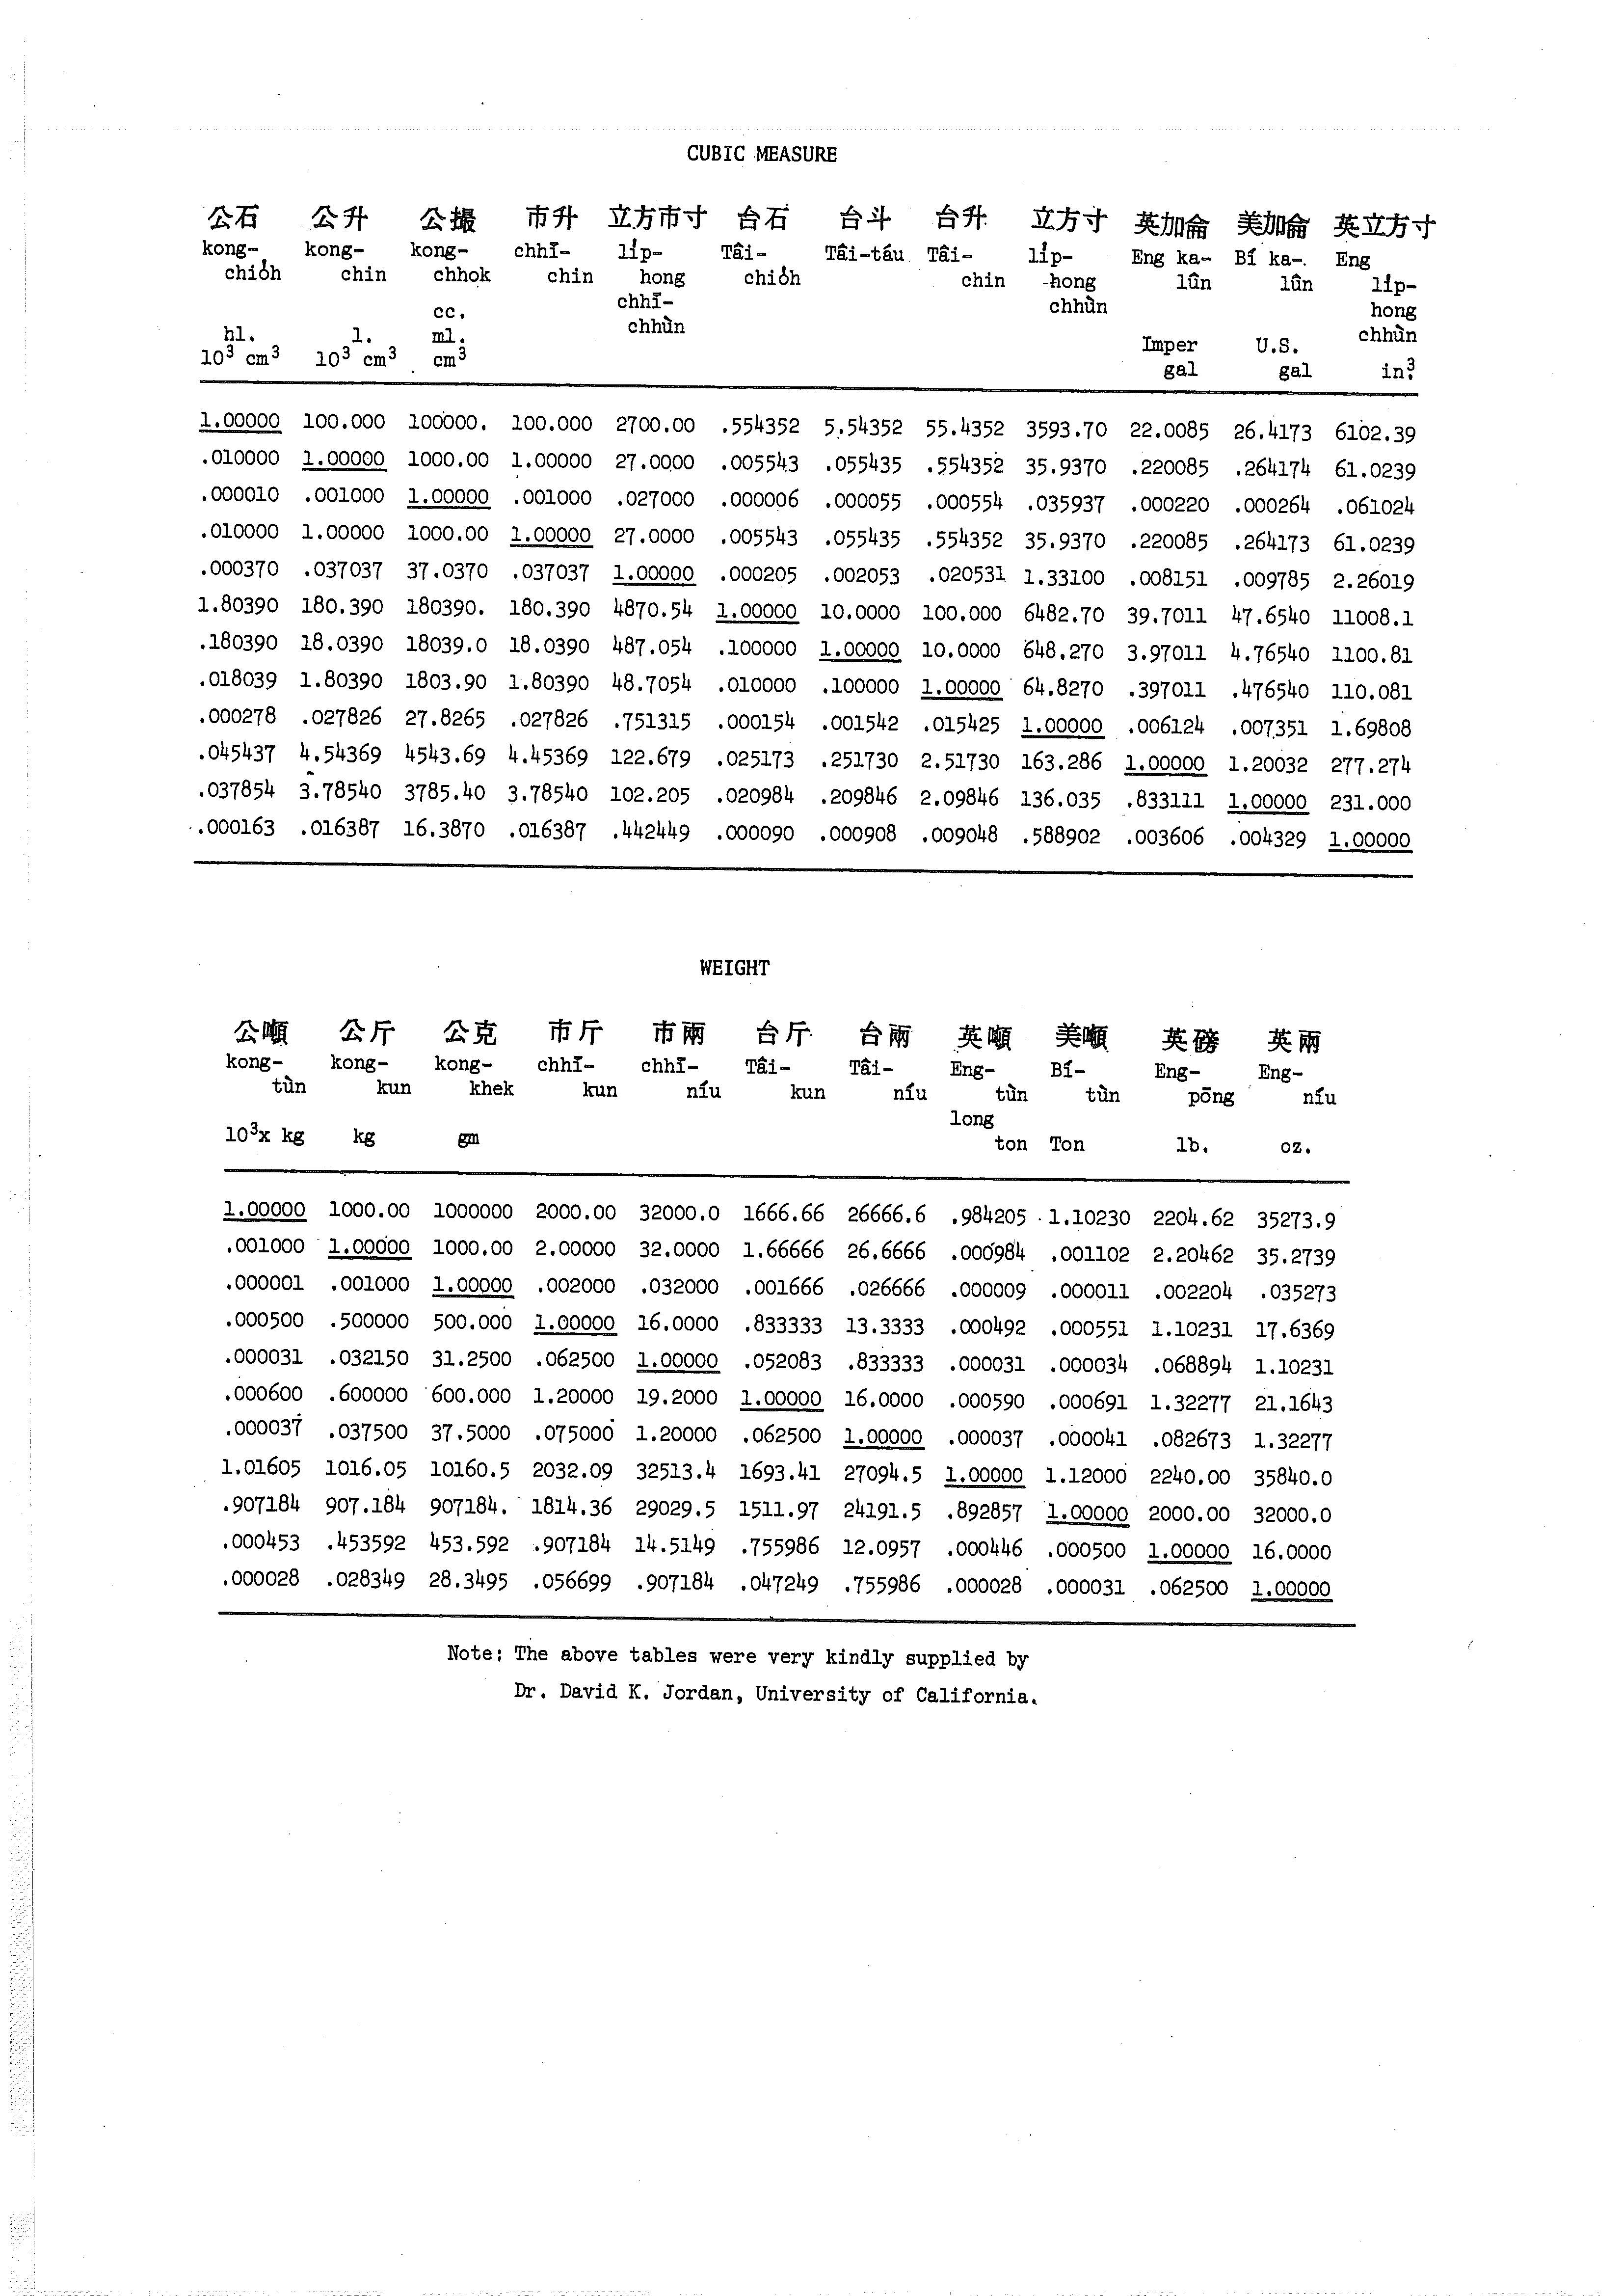 CUBIC MEASURE
公石 公升 公撮 市升 立方市寸 台石 台斗 台升 立方寸 英加侖 美加侖 英立方寸
kong- kong- kong- chhī- li̍p- Tâi- Tâi-táu Tâi- li̍p- Eng ka- Bí ka-. Eng
chio̍h chin chhok chin hong chio̍h chin -hong lûn lûn li̍p-
cc. chhī- chhùn hong
hl. l. ml. chhùn Imper U.S. chhùn
10³ cm³ 10³ cm³ cm³ gal gal in³.
1.00000 100.000 100000. 100.000 2700.00 .554352 5.54352 55.4352 3593.70 22.0085 26.4173 6102.39
.010000 1.00000 1000.00 1.00000 27.0000 .005543 .055435 .554352 35.9370 .220085 .264174 61.0239
.000010 .001000 1.00000 .001000 .027000 .000006 .000055 .000554 .035937 .000220 .000264 .061024
.010000 1.00000 1000.00 1.00000 27.0000 .005543 .055435 .554352 35.9370 .220085 .264173 61.0239
.000370 .037037 37.0370 .037037 1.00000 .000205 .002053 .020531 1.33100 .008151 .009785 2.26019
1.80390 180.390 180390. 180.390 4870.54 1.00000 10.0000 100.000 6482.70 39.7011 47.6540 11008.1
.180390 18.0390 18039.0 18.0390 487.054 .100000 1.00000 10.0000 648.270 3.97011 4.76540 1100.81
.018039 1.80390 1803.90 1.80390 48.7054 .010000 .100000 1.00000 64.8270 .397011 .476540 110.081
.000278 .027826 27.8265 .027826 .751315 .000154 .001542 .015425 1.00000 .006124 .007351 1.69808
.045437 4.54369 4543.69 4.45369 122.679 .025173 .251730 2.51730 163.286 1.00000 1.20032 277.274
.037854 3.78540 3785.40 3.78540 102.205 .020984 .209846 2.09846 136.035 .833111 1.00000 231.000
.000163 .016387 16.3870 .016387 .442449 .000090 .000908 .009048 .588902 .003606 .004329 1.00000
WEIGHT
公噸 公斤 公克 市斤 市兩 台斤 台兩 英噸 美噸 英磅 英兩
kong- kong- kong- chhī- chhī- Tâi- Tâi- Eng- Bí- Eng- Eng-
tùn kun khek kun níu kun níu tùn tùn pōng níu
long
10³x kg kg gm ton Ton lb. oz.
1.00000 1000.00 1000000 2000.00 32000.0 1666.66 26666.6 .984205 1.10230 2204.62 35273.9
.001000 1.00000 1000.00 2.00000 32.0000 1.66666 26.6666 .000984 .001102 2.20462 35.2739
.000001 .001000 1.00000 .002000 .032000 .001666 .026666 .000009 .000011 .002204 .035273
.000500 .500000 500.000 1.00000 16.0000 .833333 13.3333 .000492 .000551 1.10231 17.6369
.000031 .032150 31.2500 .062500 1.00000 .052083 .833333 .000031 .000034 .068894 1.10231
.000600 .600000 600.000 1.20000 19.2000 1.00000 16.0000 .000590 .000691 1.32277 21.1643
.000037 .037500 37.5000 .075000 1.20000 .062500 1.00000 .000037 .000041 .082673 1.32277
1.01605 1016.05 10160.5 2032.09 32513.4 1693.41 27094.5 1.00000 1.12000 2240.00 35840.0
.907184 907.184 907184. 1814.36 29029.5 1511.97 24191.5 .892857 1.00000 2000.00 32000.0
.000453 .453592 453.592 .907184 14.5149 .755986 12.0957 .000446 .000500 1.00000 16.0000
.000028 .028349 28.3495 .056699 .907184 .047249 .755986 .000028 .000031 .062500 1.00000
Note: The above tables were very kindly supplied by
Dr. David K. Jordan, University of California.